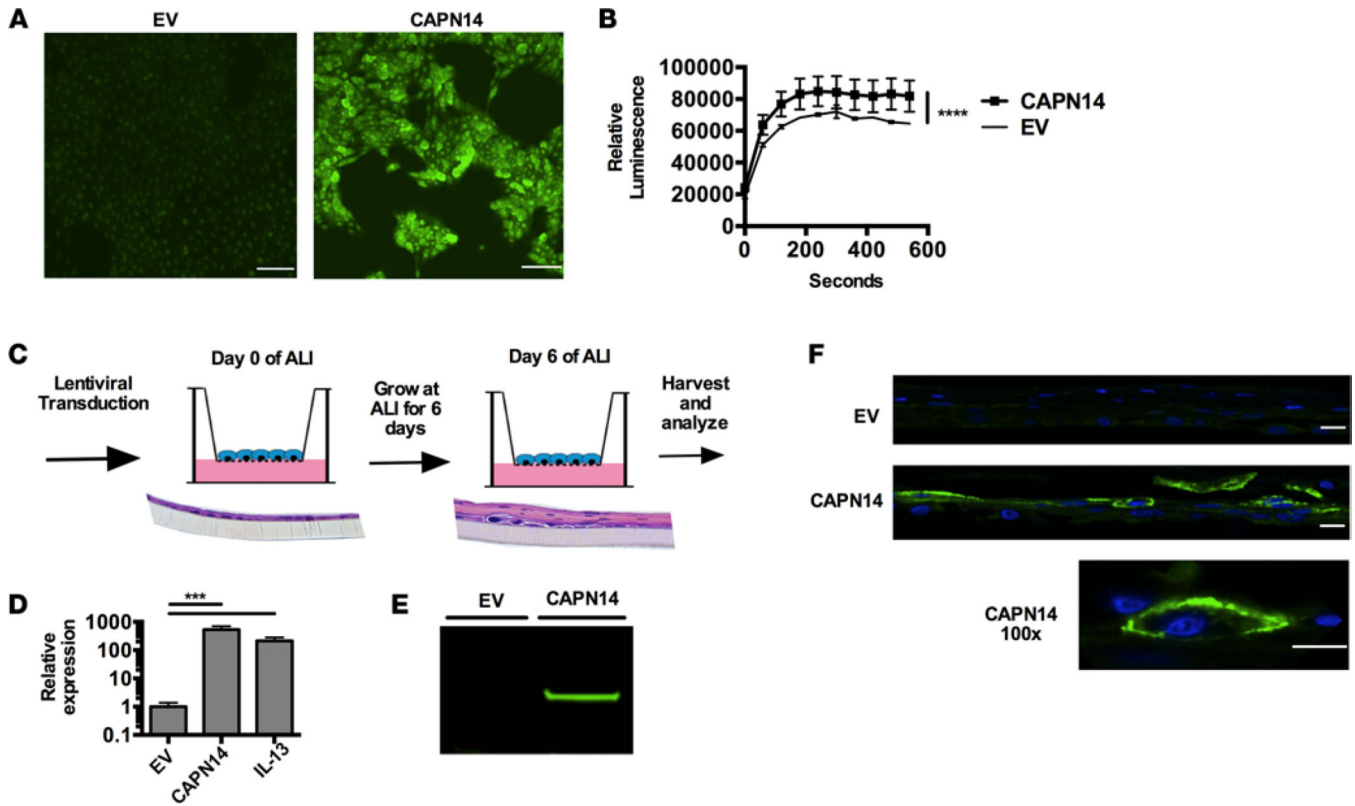 A
EV
CAPN14
B
100000
80000
60000
40000
20000
0
Relative
Luminescence
0
200
400
600
Seconds
****
CAPN14
EV
C
Lentiviral
Transduction
Day 0 of ALI
Grow at
ALI for 6
days
Day 6 of ALI
Harvest
and
analyze
D
Relative
expression
1000
100
10
1
0.1
***
EV
CAPN14
IL-13
E
EV
CAPN14
F
EV
CAPN14
CAPN14
100x